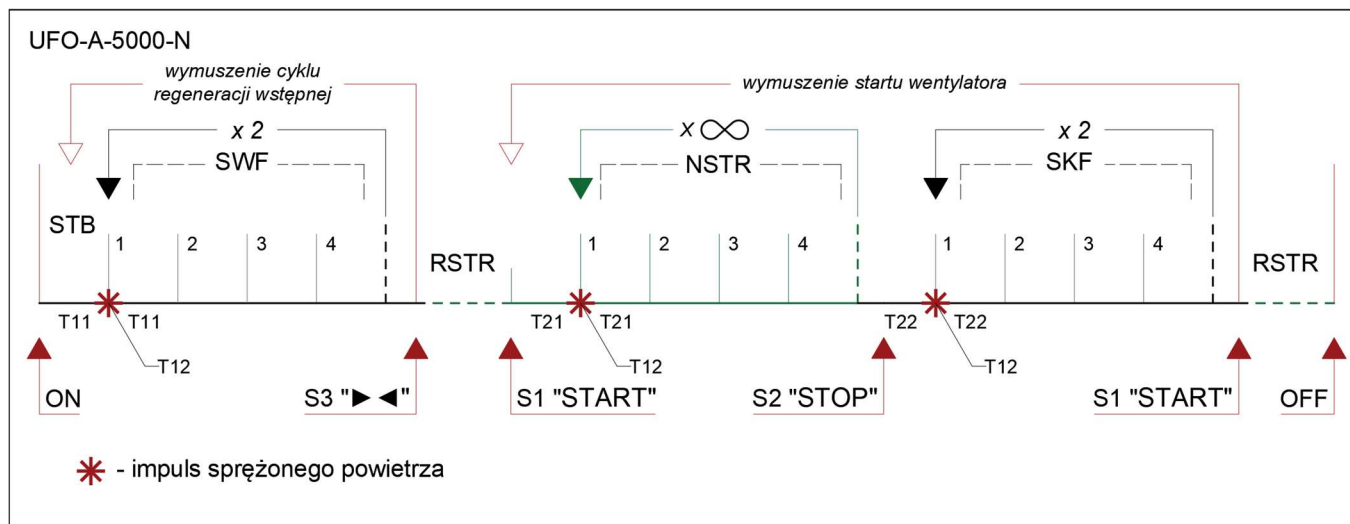 UFO-A-5000-N
wymuszenie cyklu
regeneracji wstępnej
wymuszenie startu wentylatora
x 2
x ∞
x 2
SWF
NSTR
SKF
STB
1
2
3
4
RSTR
1
2
3
4
1
2
3
4
RSTR
T11
T11
T21
T21
T22
T22
T12
T12
T12
ON
S3 "►◄"
S1 "START"
S2 "STOP"
S1 "START"
OFF
- impuls sprężonego powietrza